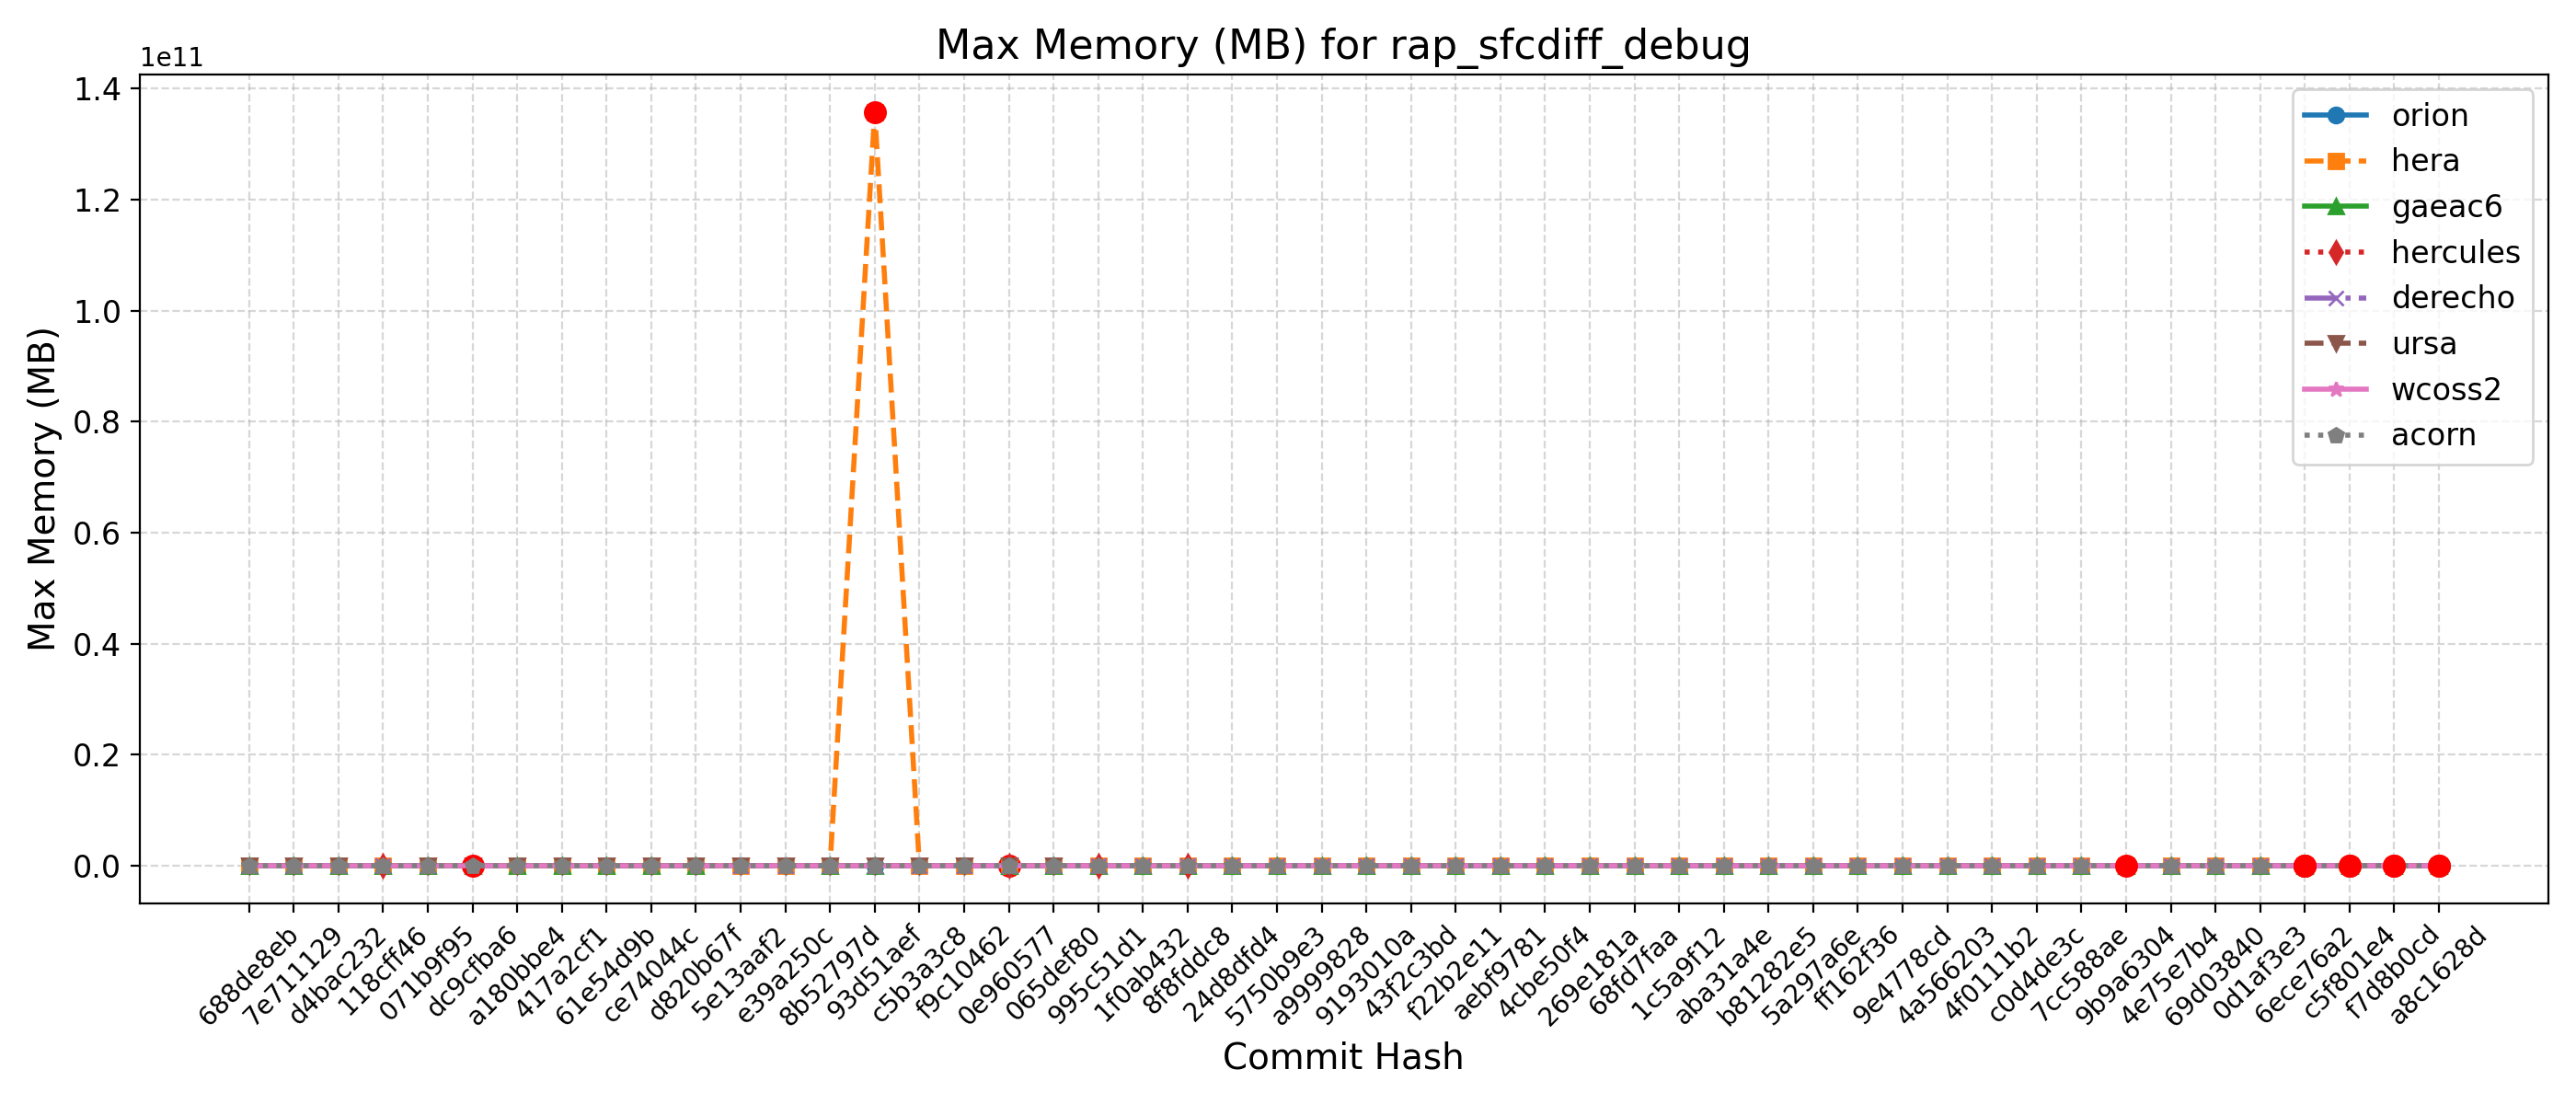 Max Memory (MB) for rap_sfcdiff_debug
1e11
1.4
1.2
1.0
0.8
0.6
0.4
0.2
0.0
Max Memory (MB)
orion
hera
gaeac6
hercules
derecho
ursa
wcoss2
acorn
688de8eb
7e711129
d4bac232
118cff46
071b9f95
dc9cfba6
a180bbe4
417a2cf1
61e54d9b
ce74044c
d820b67f
5e13aaf2
e39a250c
8b52797d
93d51aef
c5b3a3c8
f9c10462
0e960577
065def80
995c51d1
1f0ab432
8f8fddc8
24d8dfd4
5750b9e3
a9999828
9193010a
43f2c3bd
f22b2e11
aebf9781
4cbe50f4
269e181a
68fd7faa
1c5a9f12
aba31a4e
b81282e5
5a297a6e
ff162f36
9e4778cd
4a566203
4f0111b2
c0d4de3c
7cc588ae
9b9a6304
4e75e7b4
69d03840
0d1af3e3
6ece76a2
c5f801e4
f7d8b0cd
a8c1628d
Commit Hash